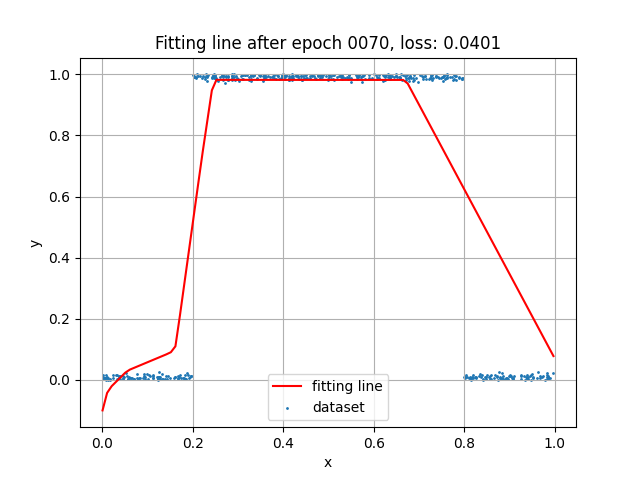 Fitting line after epoch 0070, loss: 0.0401
1.0
0.8
0.6
0.4
0.2
0.0
y
fitting line
dataset
0.0 0.2 0.4 0.6 0.8 1.0
x